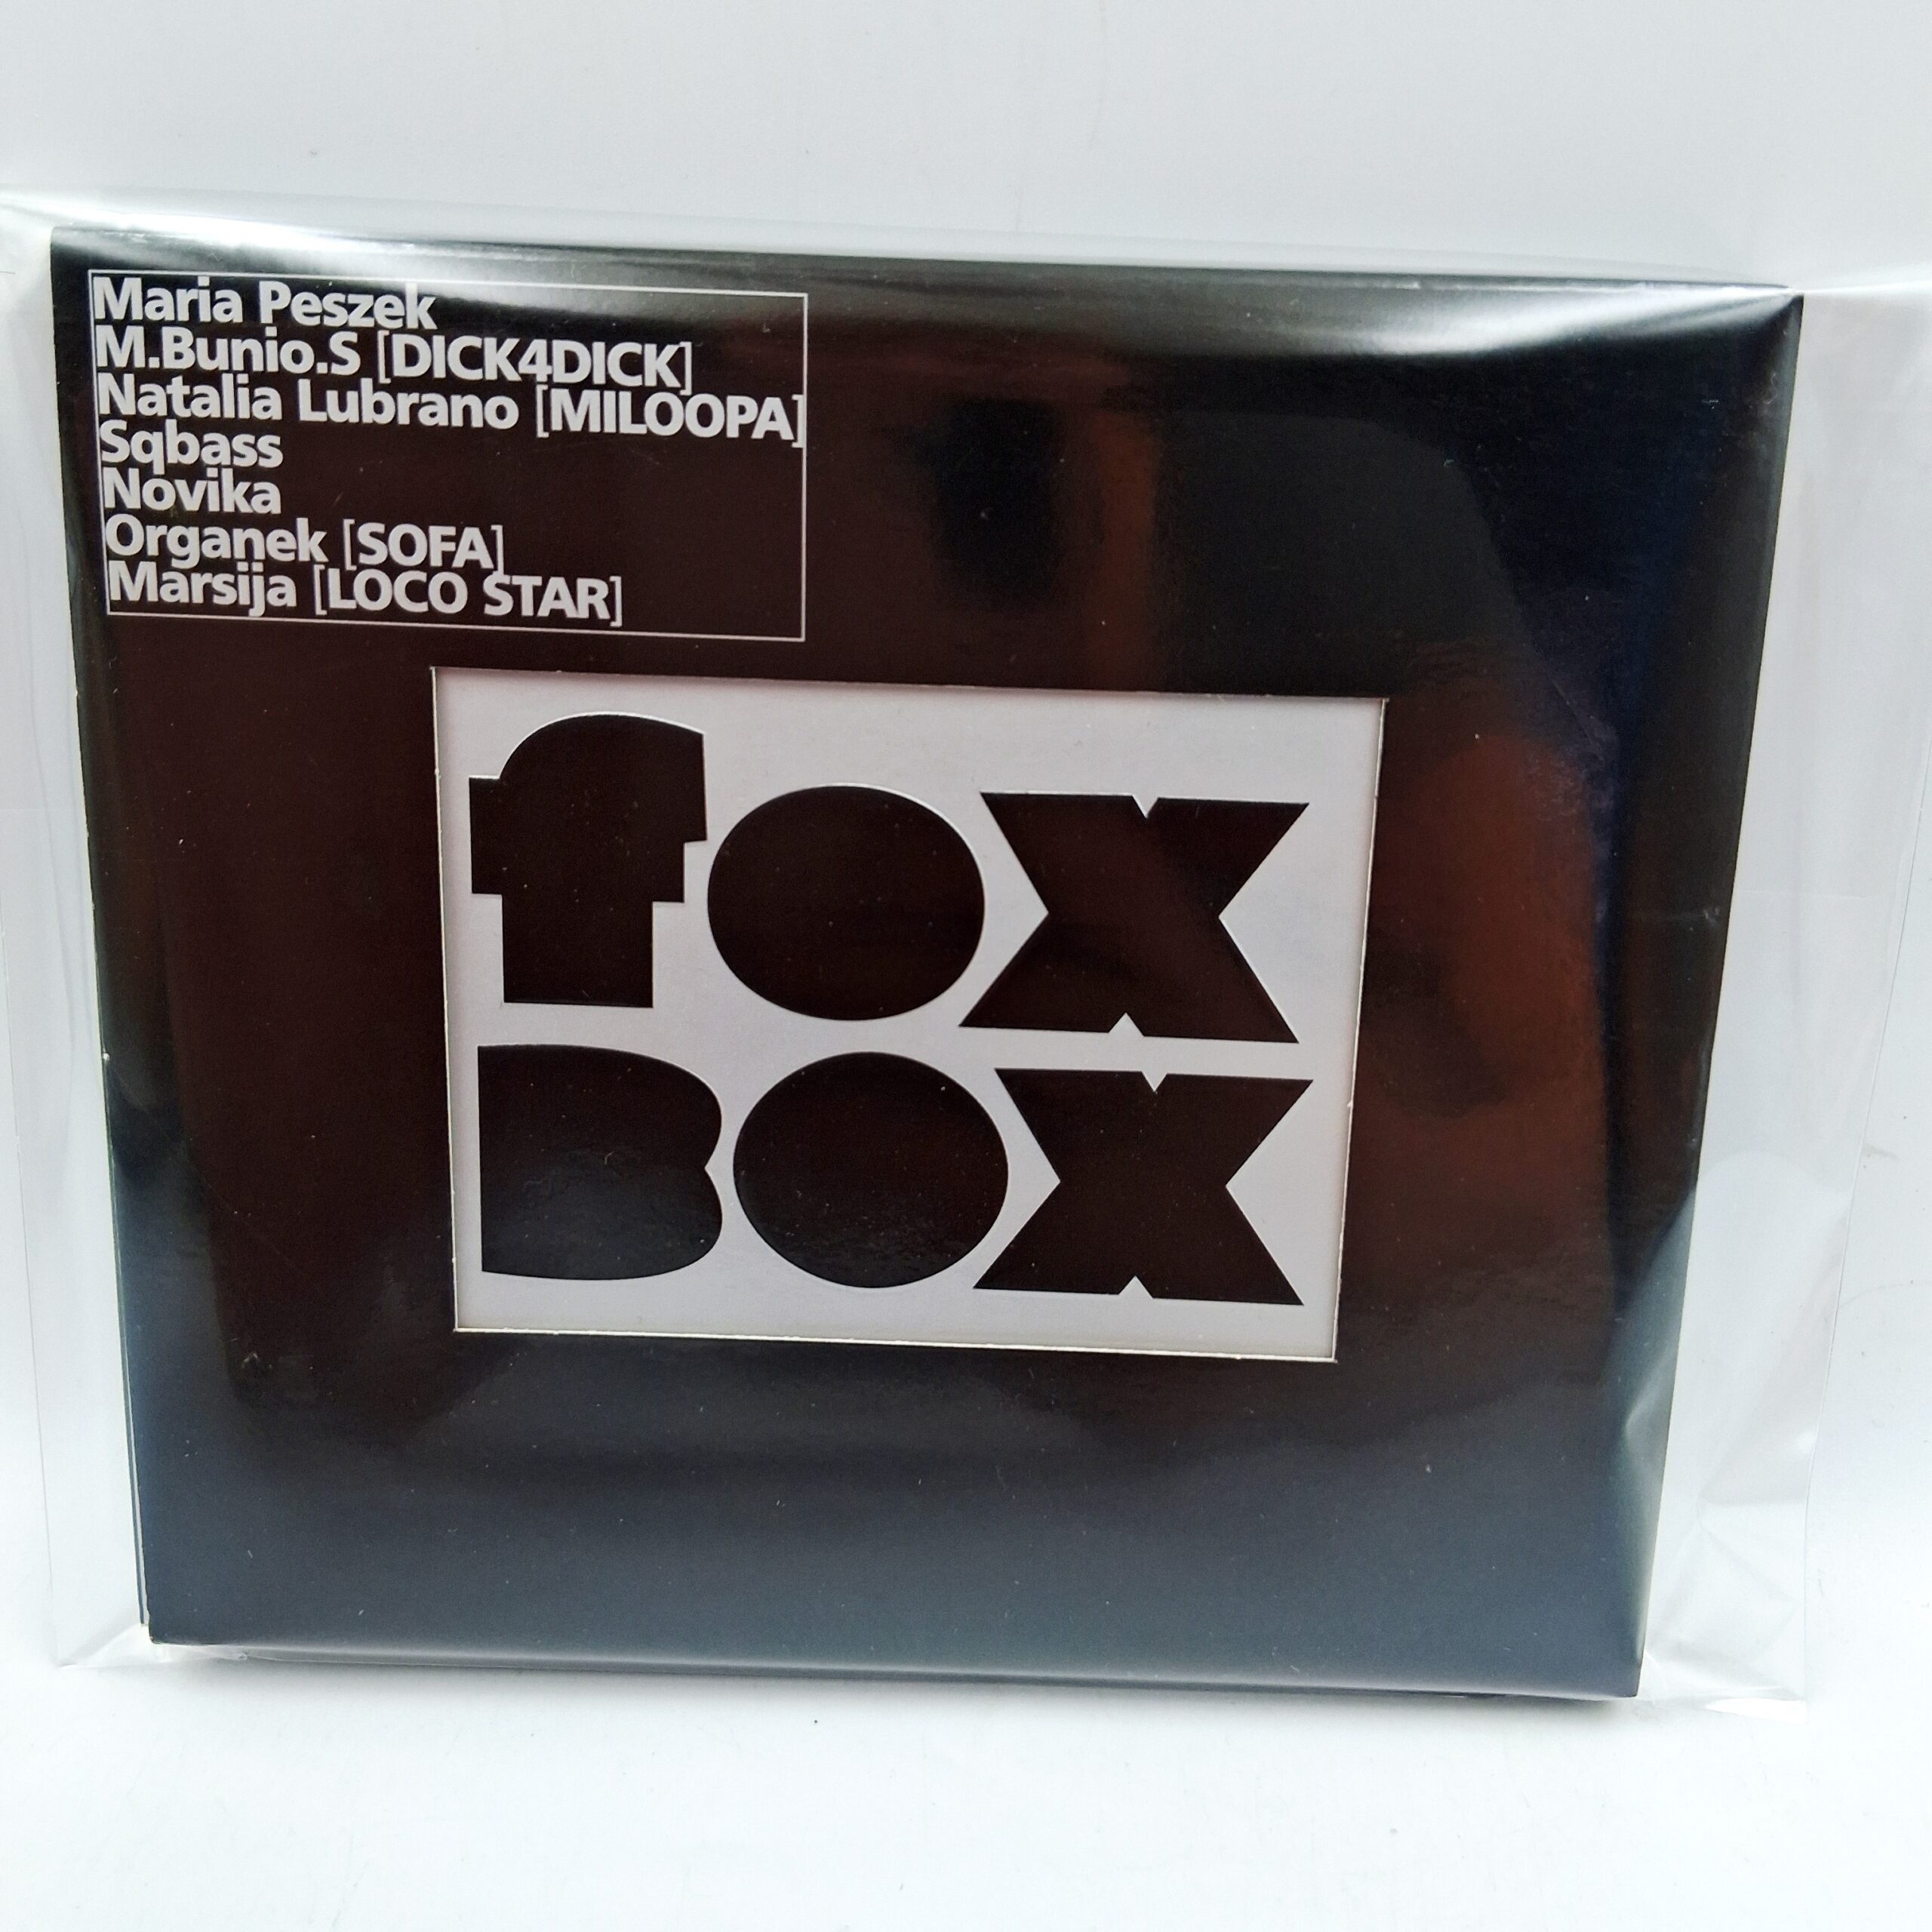 Maria Peszek
M.Bunio.S [DICK4DICK]
Natalia Lubrano [MILOOPA]
Sqbass
Novika
Organek [SOFA]
Marsija [LOCO STAR]
fox
BOX